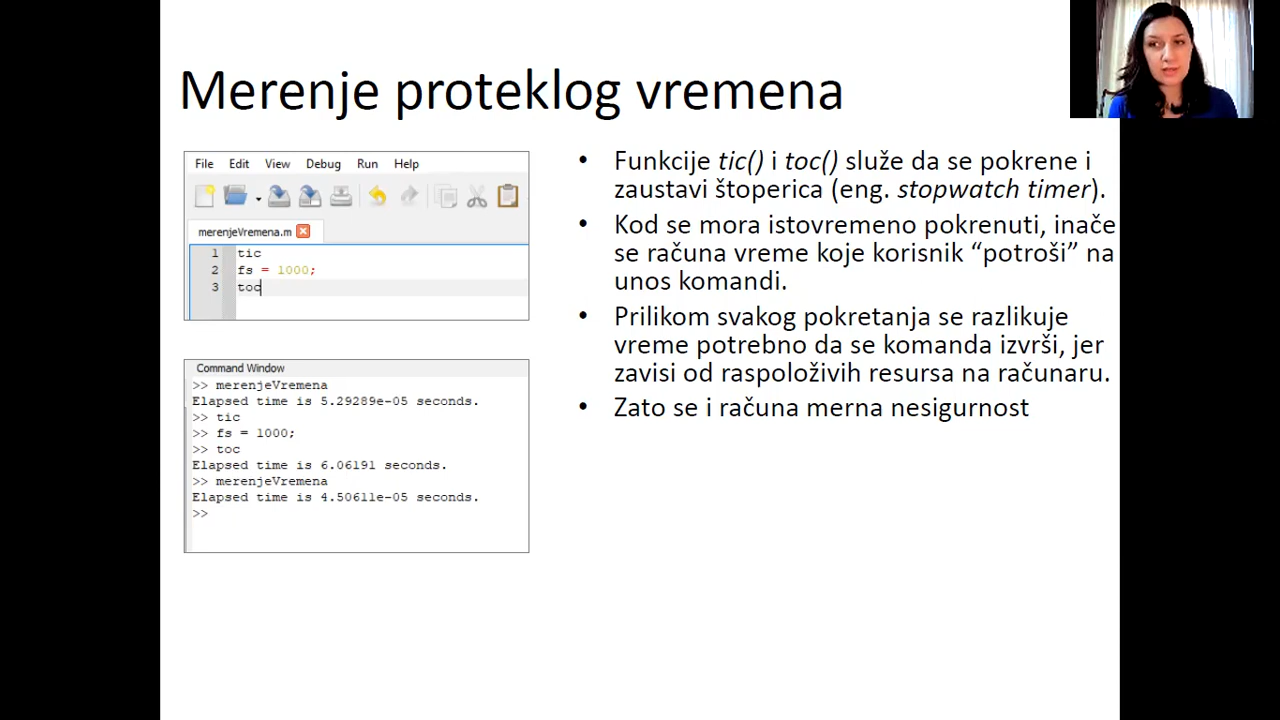 Merenje proteklog vremena
File Edit View Debug Run Help
merenjeVremena.m
1 tic
2 fs = 1000;
3 toc
Command Window
>> merenjeVremena
Elapsed time is 5.29289e-05 seconds.
>> tic
>> fs = 1000;
>> toc
Elapsed time is 6.06191 seconds.
>> merenjeVremena
Elapsed time is 4.50611e-05 seconds.
>>
• Funkcije tic() i toc() služe da se pokrene i
zaustavi štoperica (eng. stopwatch timer).
• Kod se mora istovremeno pokrenuti, inače
se računa vreme koje korisnik “potroši” na
unos komandi.
• Prilikom svakog pokretanja se razlikuje
vreme potrebno da se komanda izvrši, jer
zavisi od raspoloživih resursa na računaru.
• Zato se i računa merna nesigurnost